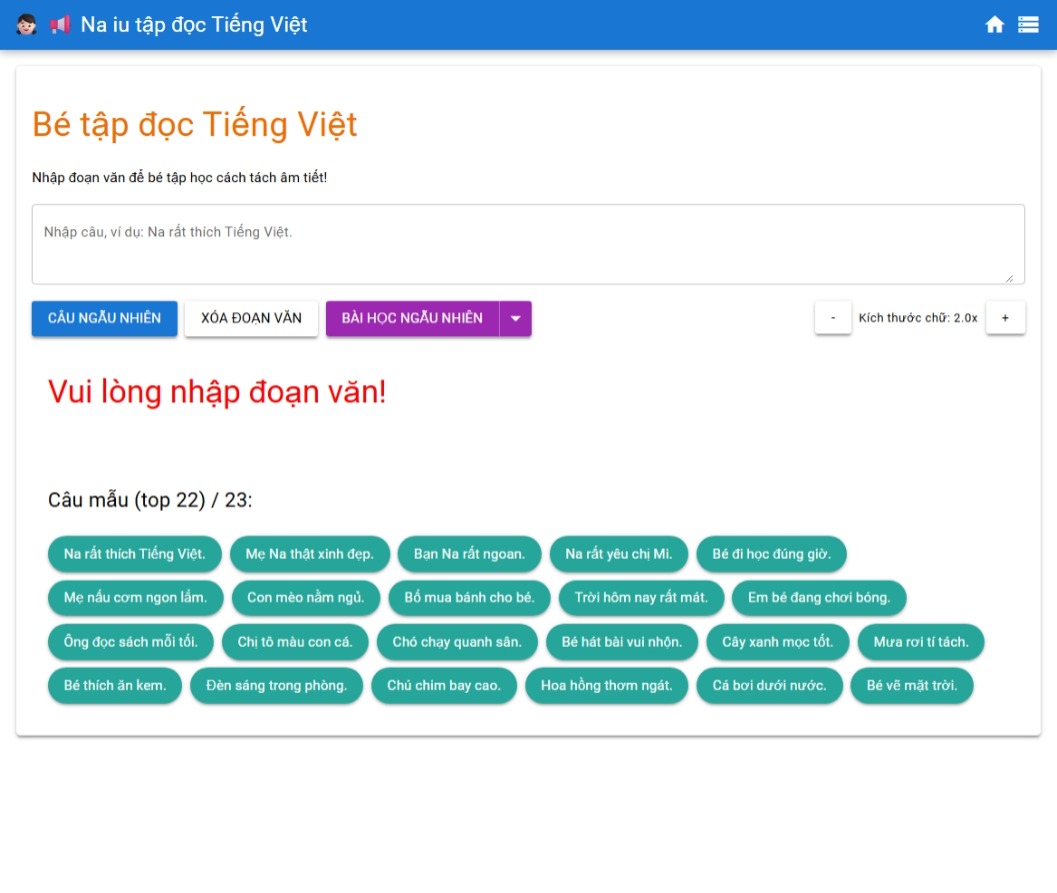 Na iu tập đọc Tiếng Việt
Bé tập đọc Tiếng Việt
Nhập đoạn văn để bé tập học cách tách âm tiết!
Nhập câu, ví dụ: Na rất thích Tiếng Việt.
CÂU NGẪU NHIÊN XÓA ĐOẠN VĂN BÀI HỌC NGẪU NHIÊN - Kích thước chữ: 2.0x +
Vui lòng nhập đoạn văn!
Câu mẫu (top 22) / 23:
Na rất thích Tiếng Việt. Mẹ Na thật xinh đẹp. Bạn Na rất ngoan. Na rất yêu chị Mi. Bé đi học đúng giờ.
Mẹ nấu cơm ngon lắm. Con mèo nằm ngủ. Bố mua bánh cho bé. Trời hôm nay rất mát. Em bé đang chơi bóng.
Ông đọc sách mỗi tối. Chị tô màu con cá. Chó chạy quanh sân. Bé hát bài vui nhộn. Cây xanh mọc tốt. Mưa rơi tí tách.
Bé thích ăn kem. Đèn sáng trong phòng. Chú chim bay cao. Hoa hồng thơm ngát. Cá bơi dưới nước. Bé vẽ mặt trời.